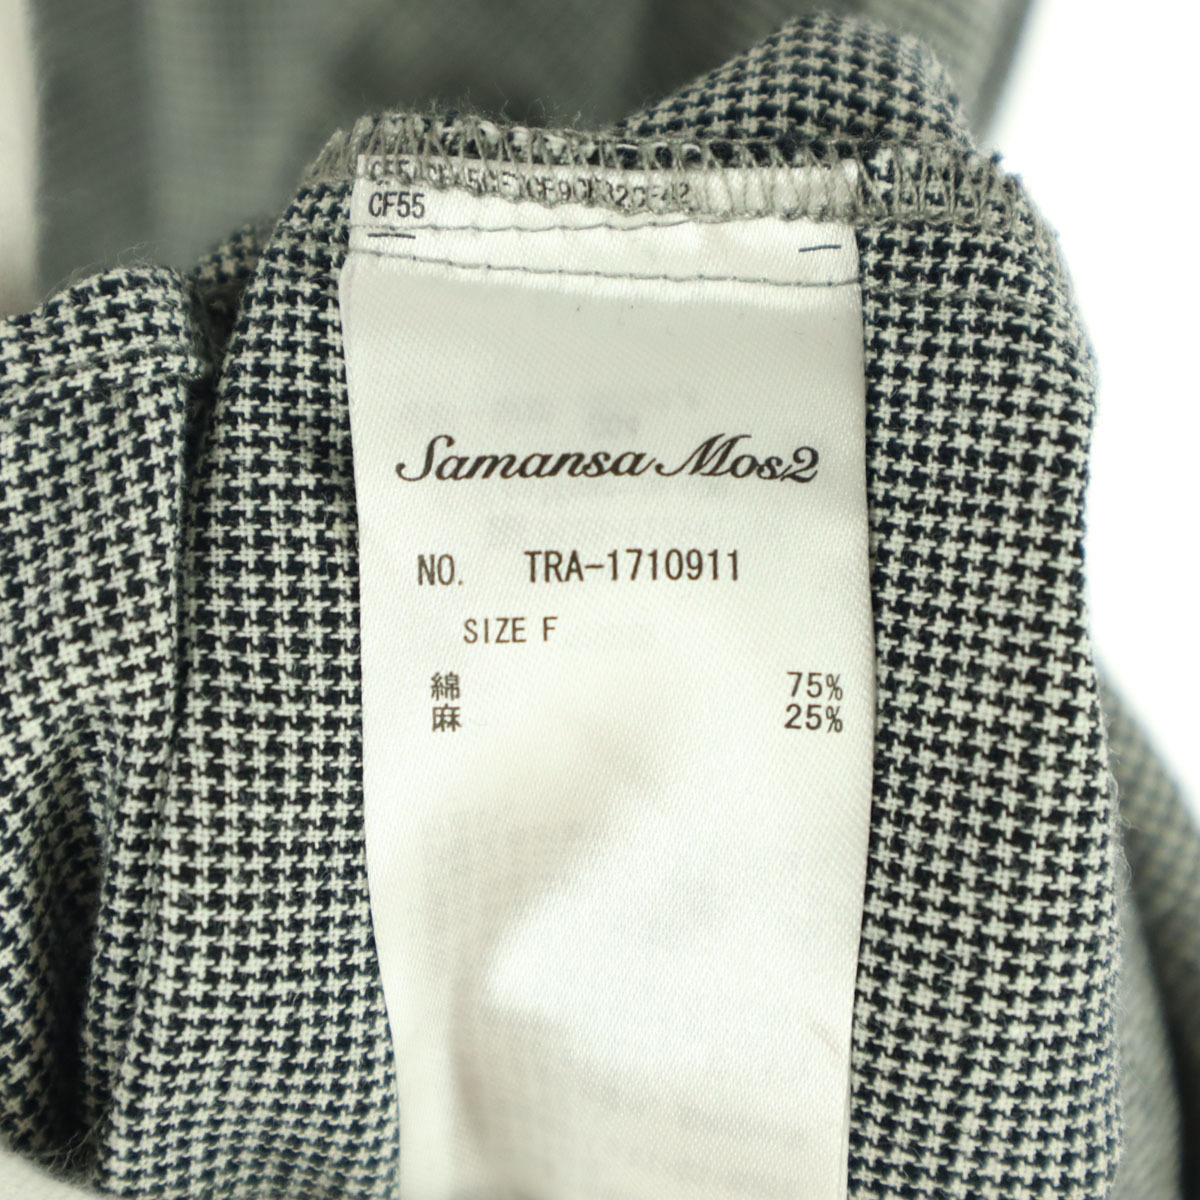 CF55
Samansa Mos2
NO. TRA-1710911
SIZE F
綿 75%
麻 25%